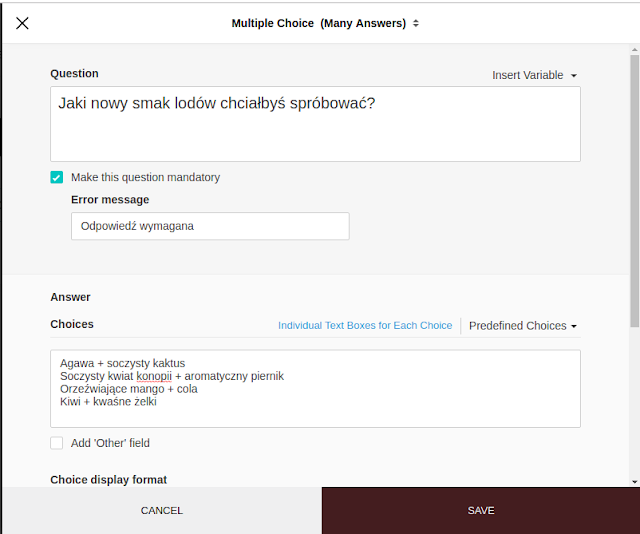 Multiple Choice (Many Answers)
Question
Insert Variable
Jaki nowy smak lodów chciałbyś spróbować?
Make this question mandatory
Error message
Odpowiedź wymagana
Answer
Choices
Individual Text Boxes for Each Choice
Predefined Choices
Agawa + soczysty kaktus
Soczysty kwiat konopii + aromatyczny piernik
Orzeźwiające mango + cola
Kiwi + kwaśne żelki
Add 'Other' field
Choice display format
CANCEL
SAVE